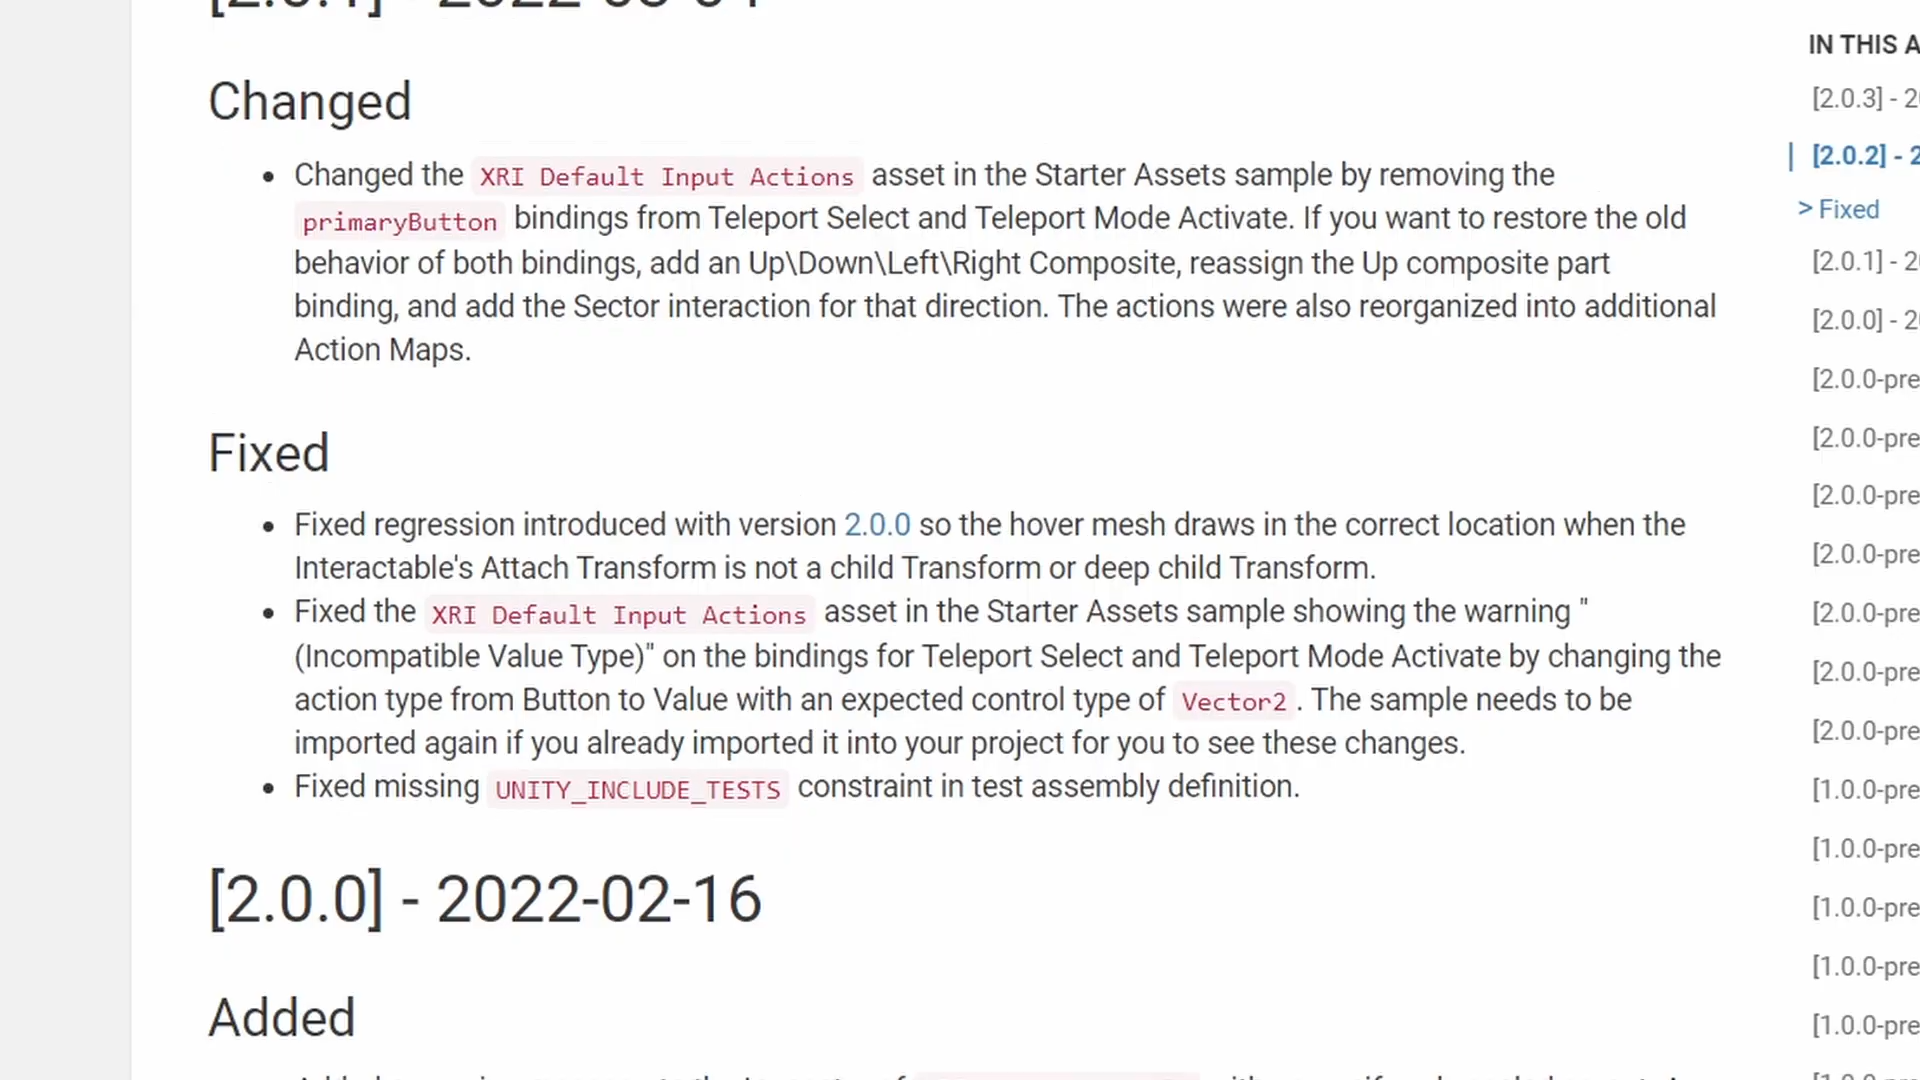 [2.0.1] - 2022-03-04
Changed
Changed the XRI Default Input Actions asset in the Starter Assets sample by removing the
primaryButton bindings from Teleport Select and Teleport Mode Activate. If you want to restore the old
behavior of both bindings, add an Up\Down\Left\Right Composite, reassign the Up composite part
binding, and add the Sector interaction for that direction. The actions were also reorganized into additional
Action Maps.
Fixed
Fixed regression introduced with version 2.0.0 so the hover mesh draws in the correct location when the
Interactable's Attach Transform is not a child Transform or deep child Transform.
Fixed the XRI Default Input Actions asset in the Starter Assets sample showing the warning "
(Incompatible Value Type)" on the bindings for Teleport Select and Teleport Mode Activate by changing the
action type from Button to Value with an expected control type of Vector2. The sample needs to be
imported again if you already imported it into your project for you to see these changes.
Fixed missing UNITY_INCLUDE_TESTS constraint in test assembly definition.
[2.0.0] - 2022-02-16
Added
IN THIS A
[2.0.3] - 20
[2.0.2] - 2
> Fixed
[2.0.1] - 20
[2.0.0] - 20
[2.0.0-pre
[2.0.0-pre
[2.0.0-pre
[2.0.0-pre
[2.0.0-pre
[2.0.0-pre
[2.0.0-pre
[1.0.0-pre
[1.0.0-pre
[1.0.0-pre
[1.0.0-pre
[1.0.0-pre
[1.0.0-pre